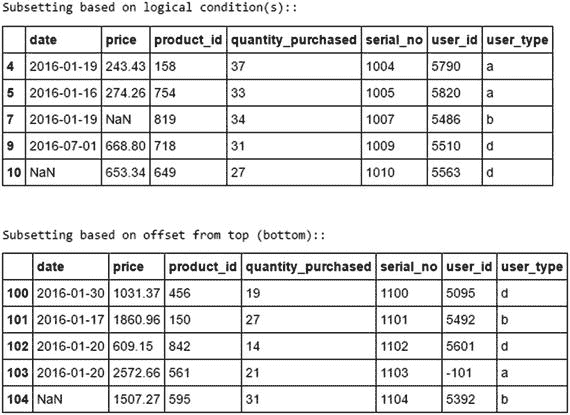 Subsetting based on logical condition(s)::
date price product_id quantity_purchased serial_no user_id user_type
4 2016-01-19 243.43 158 37 1004 5790 a
5 2016-01-16 274.26 754 33 1005 5820 a
7 2016-01-19 NaN 819 34 1007 5486 b
9 2016-07-01 668.80 718 31 1009 5510 d
10 NaN 653.34 649 27 1010 5563 d
Subsetting based on offset from top (bottom)::
date price product_id quantity_purchased serial_no user_id user_type
100 2016-01-30 1031.37 456 19 1100 5095 d
101 2016-01-17 1860.96 150 27 1101 5492 b
102 2016-01-20 609.15 842 14 1102 5601 d
103 2016-01-20 2572.66 561 21 1103 -101 a
104 NaN 1507.27 595 31 1104 5392 b